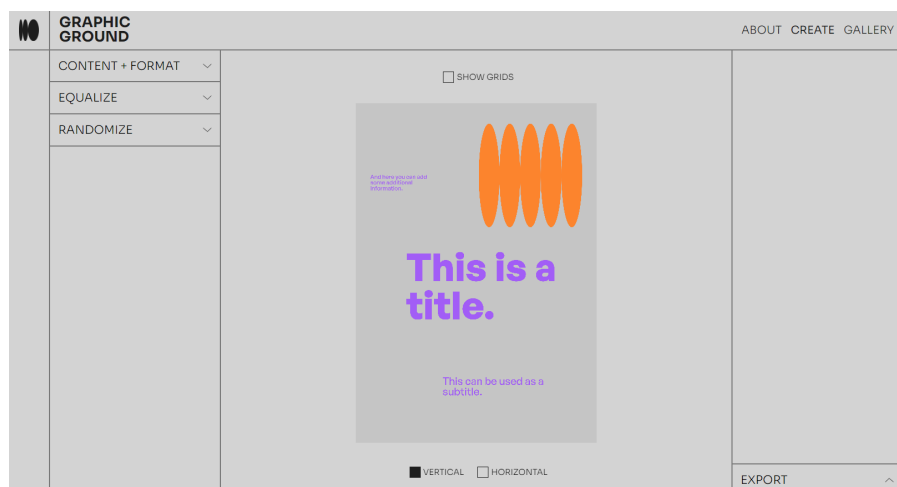 GRAPHIC
GROUND
ABOUT CREATE GALLERY
CONTENT + FORMAT
EQUALIZE
RANDOMIZE
SHOW GRIDS
And here you can add
some additional
information.
This is a
title.
This can be used as a
subtitle.
VERTICAL HORIZONTAL
EXPORT